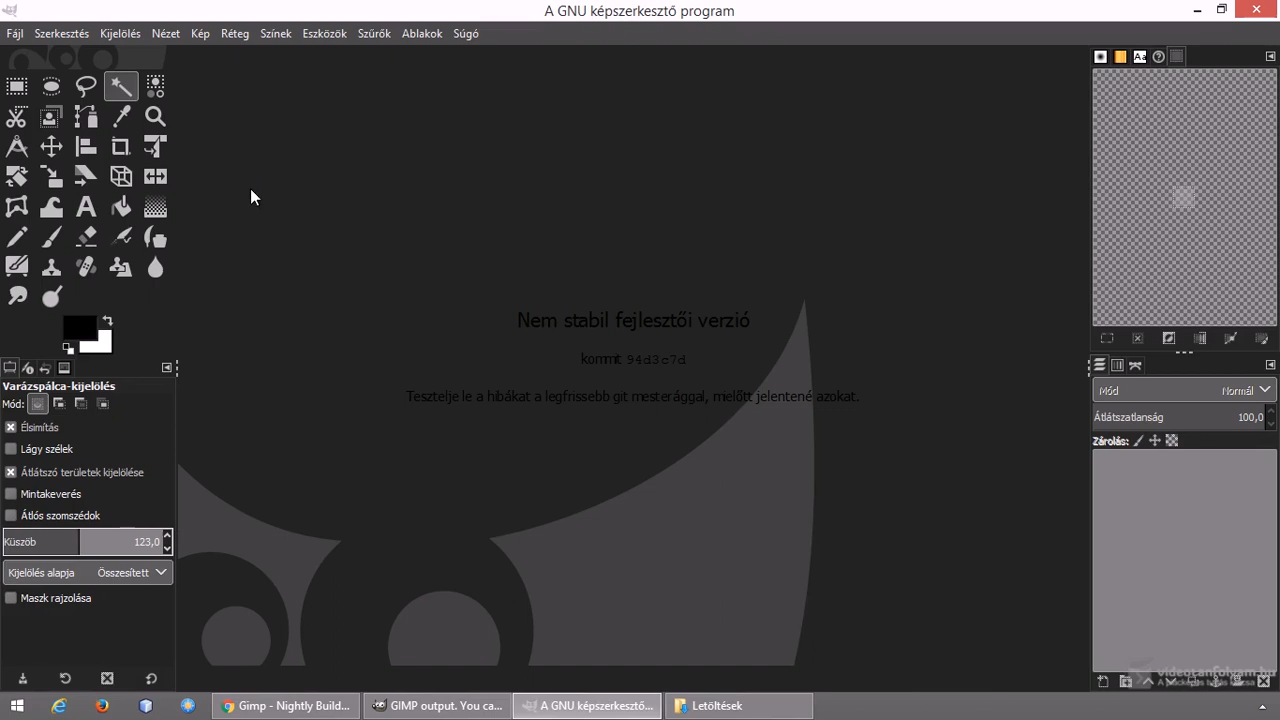 A GNU képszerkesztő program
Fájl Szerkesztés Kijelölés Nézet Kép Réteg Színek Eszközök Szűrők Ablakok Súgó
Aa
Nem stabil fejlesztői verzió
kommit 94d3c7d
Tesztelje le a hibákat a legfrissebb git mesterággal, mielőtt jelentené azokat.
Varázspálca-kijelölés
Mód:
Élsimítás
Lágy szélek
Átlátszó területek kijelölése
Mintakeverés
Átlós szomszédok
Küszöb 123,0
Kijelölés alapja Összesített
Maszk rajzolása
Mód Normál
Átlátszatlanság 100,0
Zárolás:
videotanfolyam.hu
Gimp - Nightly Build...
GIMP output. You ca...
A GNU képszerkesztő...
Letöltések